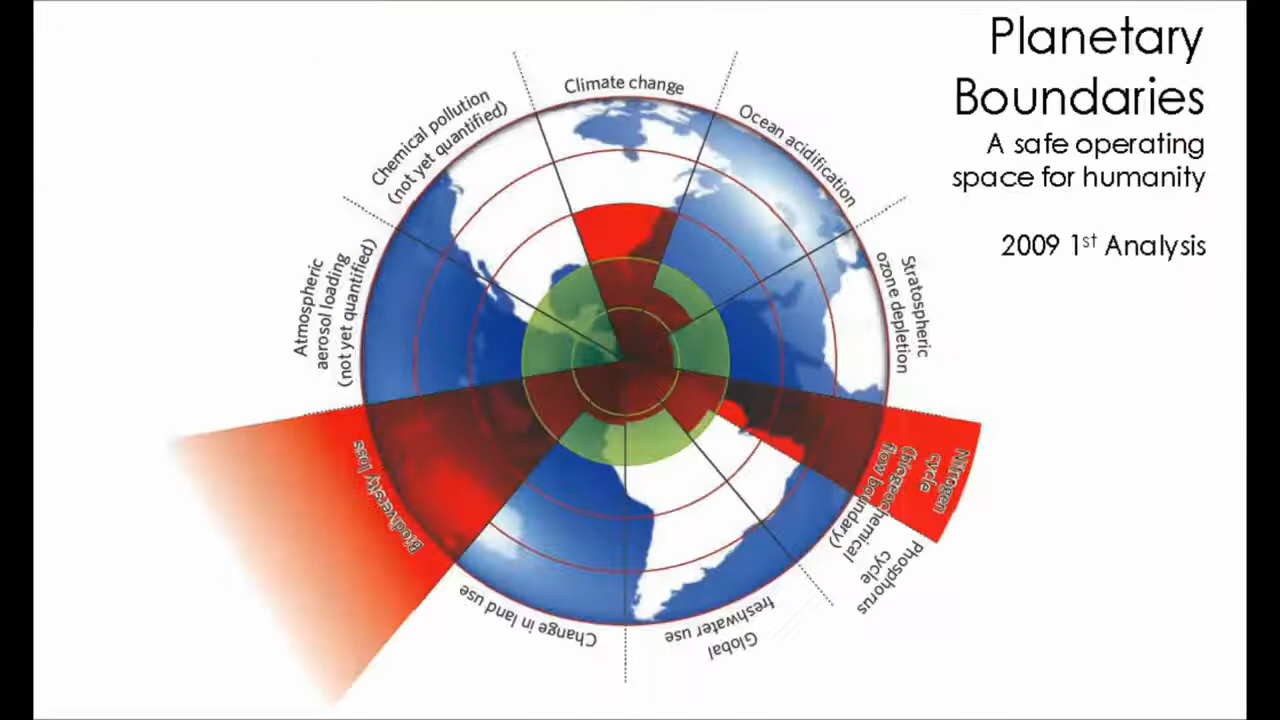 Planetary
Boundaries
A safe operating
space for humanity
2009 1st Analysis
Climate change
Ocean acidification
Stratospheric
ozone depletion
Nitrogen
cycle
(biogeochemical
flow boundary)
Phosphorus
cycle
Global
freshwater use
Change in land use
Biodiversity loss
Atmospheric
aerosol loading
(not yet quantified)
Chemical pollution
(not yet quantified)